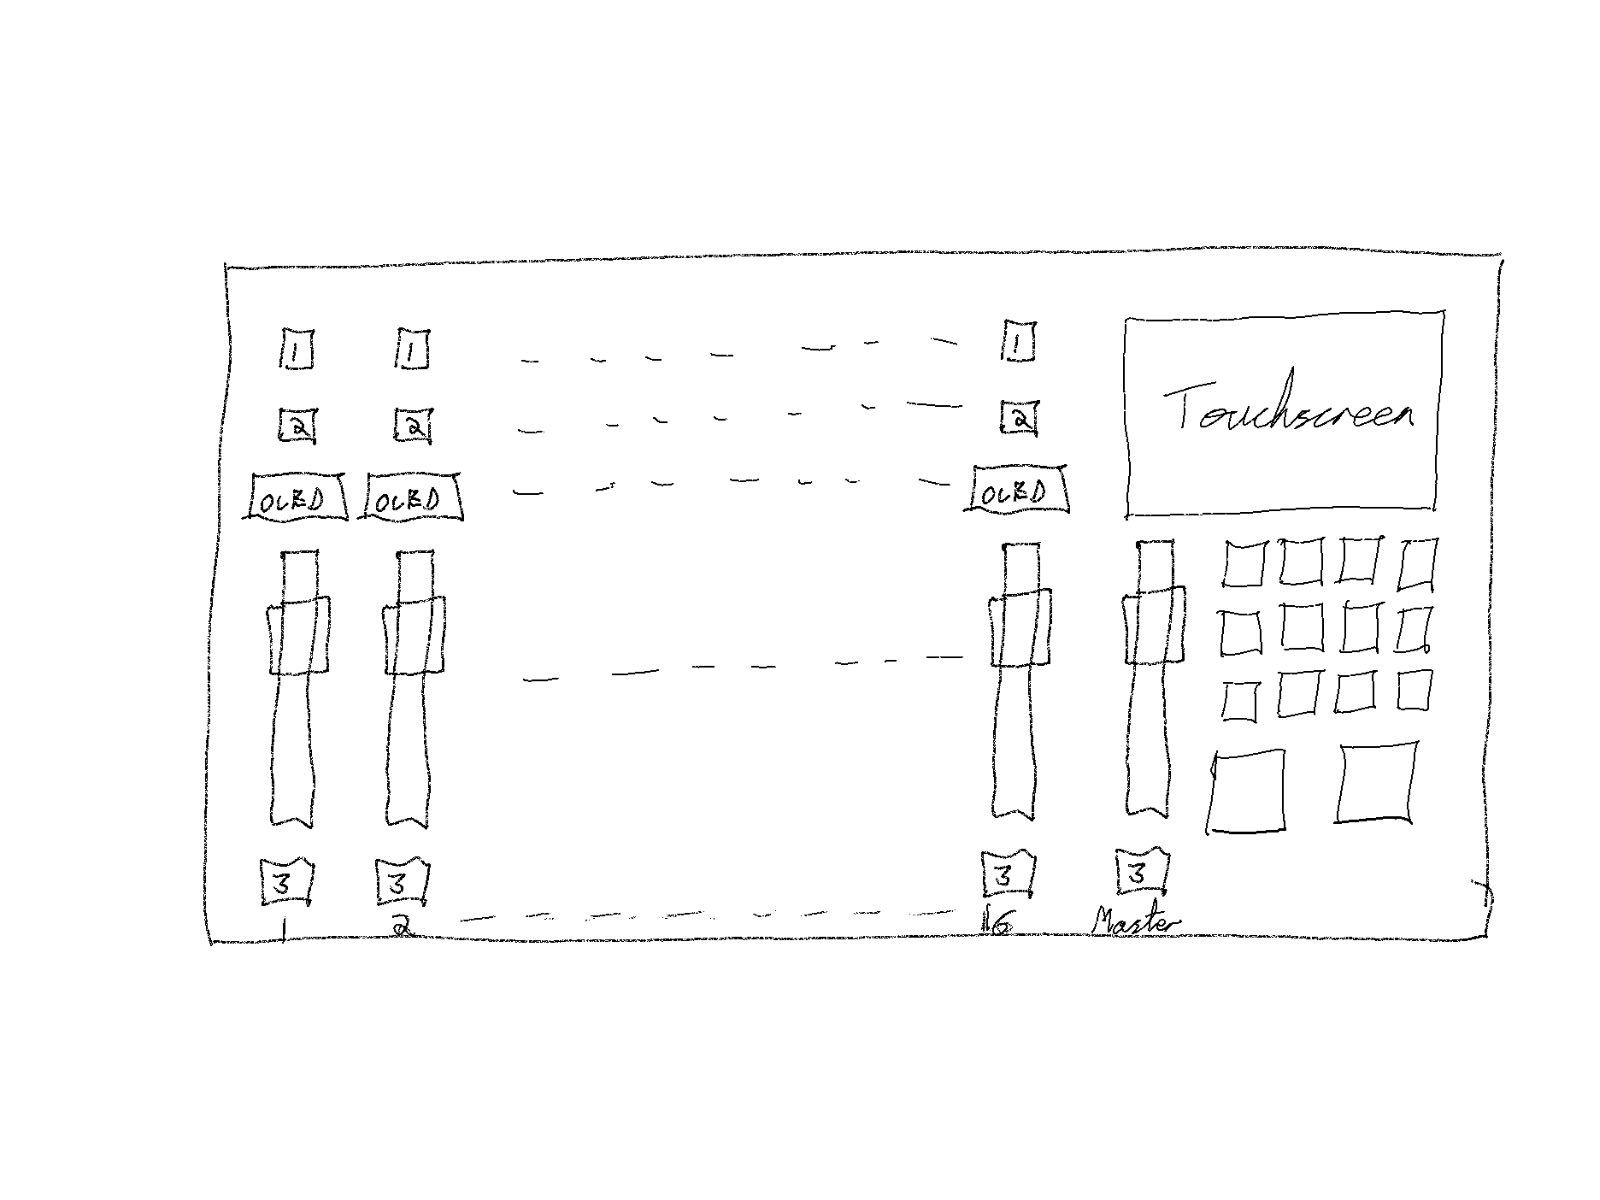 1 1 1
2 2 2
Touchscreen
OLED OLED OLED
3 3 3 3
1 2 16 Master